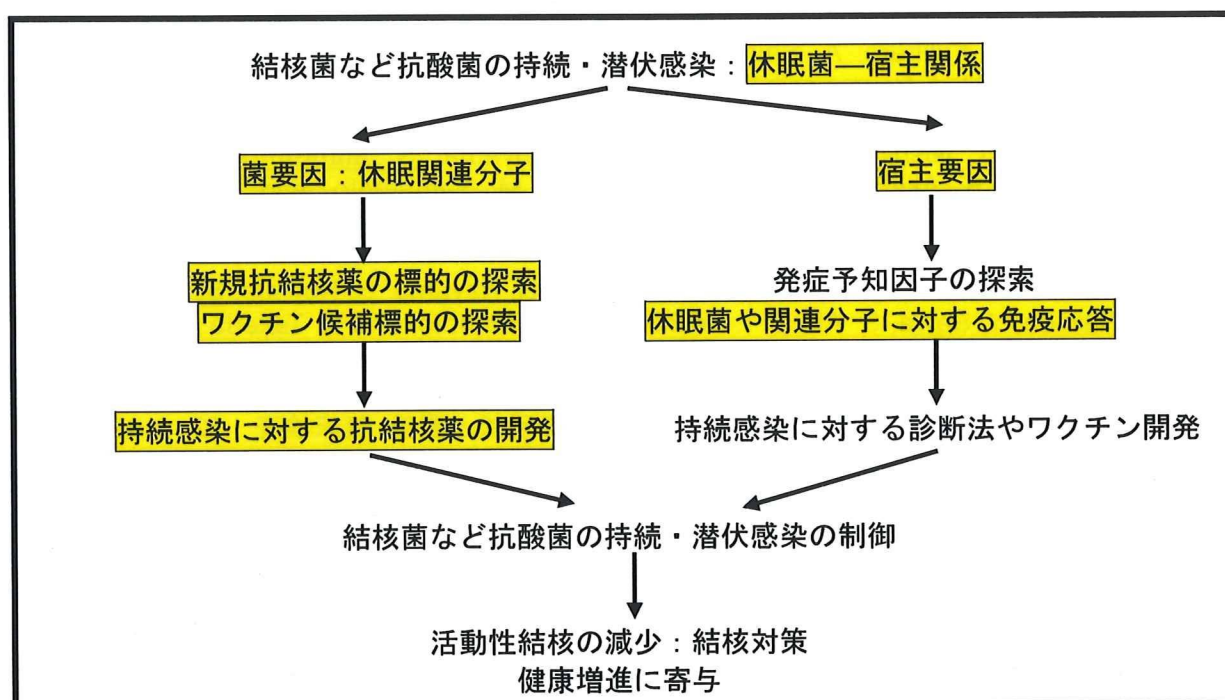 結核菌など抗酸菌の持続・潜伏感染：休眠菌―宿主関係
菌要因：休眠関連分子
宿主要因
新規抗結核薬の標的の探索
ワクチン候補標的の探索
発症予知因子の探索
休眠菌や関連分子に対する免疫応答
持続感染に対する抗結核薬の開発
持続感染に対する診断法やワクチン開発
結核菌など抗酸菌の持続・潜伏感染の制御
活動性結核の減少：結核対策
健康増進に寄与